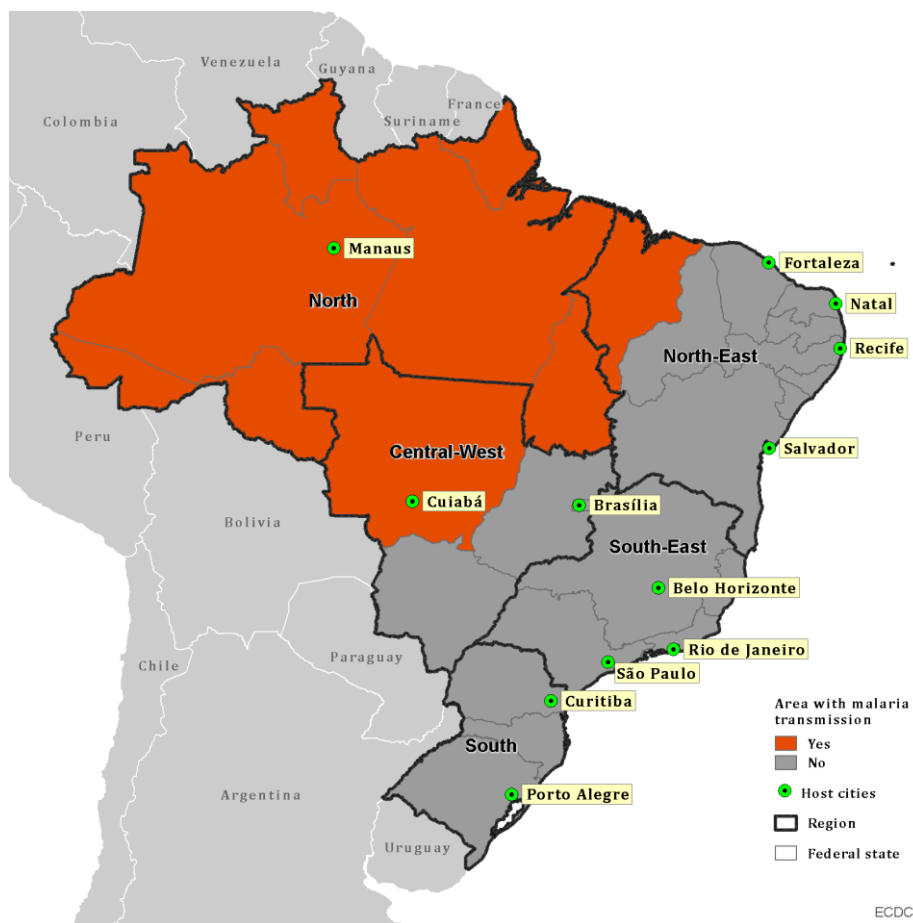 Venezuela
Guyana
Colombia
Suriname
France
Manaus
Fortaleza
North
Natal
North-East
Recife
Peru
Central-West
Salvador
Cuiabá
Brasília
Bolivia
South-East
Belo Horizonte
Paraguay
Rio de Janeiro
Chile
São Paulo
Curitiba
South
Porto Alegre
Argentina
Uruguay
Area with malaria
transmission
Yes
No
Host cities
Region
Federal state
ECDC